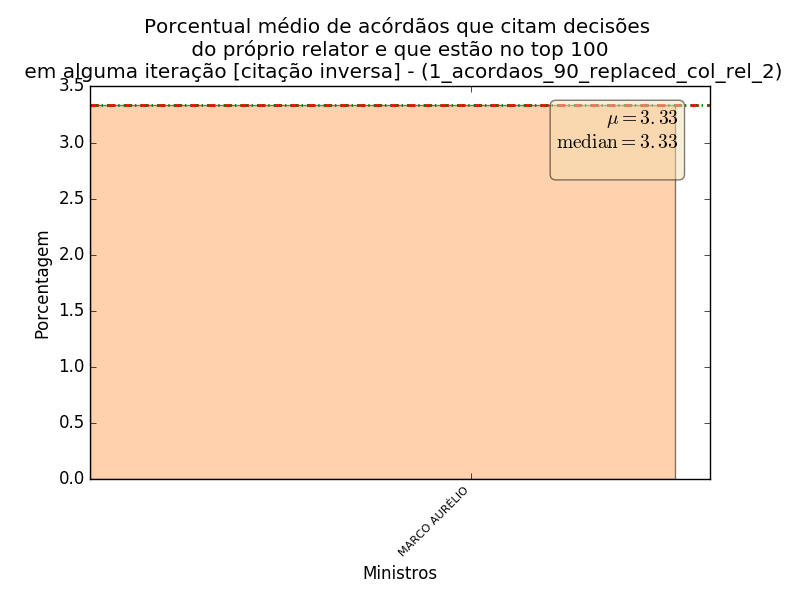 Porcentual médio de acórdãos que citam decisões
do próprio relator e que estão no top 100
em alguma iteração [citação inversa] - (1_acordaos_90_replaced_col_rel_2)
3.5
μ = 3.33
median = 3.33
3.0
2.5
2.0
1.5
1.0
0.5
0.0
Porcentagem
MARCO AURÉLIO
Ministros